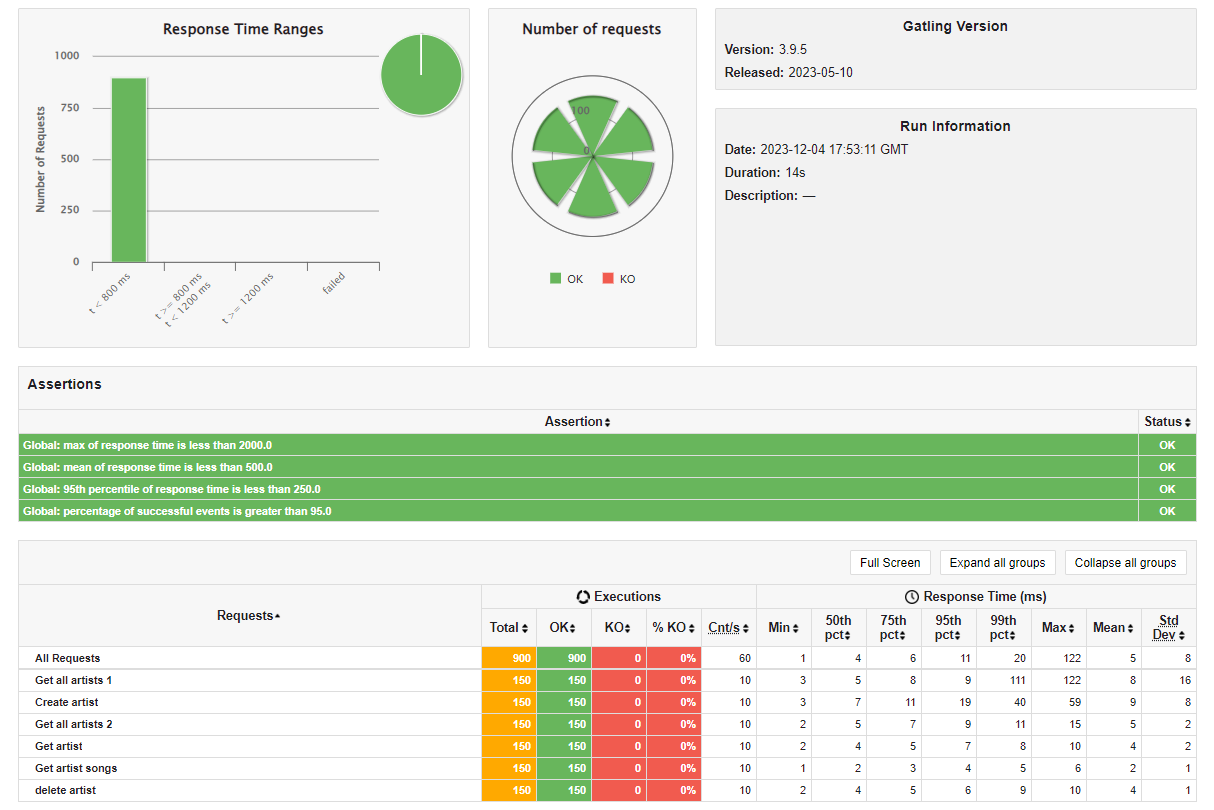 Response Time Ranges
1000
750
500
250
0
Number of Requests
t < 800 ms
t >= 800 ms
t < 1200 ms
t >= 1200 ms
failed
Number of requests
100
0
OK KO
Gatling Version
Version: 3.9.5
Released: 2023-05-10
Run Information
Date: 2023-12-04 17:53:11 GMT
Duration: 14s
Description: —
Assertions
Assertion Status
Global: max of response time is less than 2000.0 OK
Global: mean of response time is less than 500.0 OK
Global: 95th percentile of response time is less than 250.0 OK
Global: percentage of successful events is greater than 95.0 OK
Full Screen Expand all groups Collapse all groups
Requests Executions Response Time (ms)
Total OK KO % KO Cnt/s Min 50th pct 75th pct 95th pct 99th pct Max Mean Std Dev
All Requests 900 900 0 0% 60 1 4 6 11 20 122 5 8
Get all artists 1 150 150 0 0% 10 3 5 8 9 111 122 8 16
Create artist 150 150 0 0% 10 3 7 11 19 40 59 9 8
Get all artists 2 150 150 0 0% 10 2 5 7 9 11 15 5 2
Get artist 150 150 0 0% 10 2 4 5 7 8 10 4 2
Get artist songs 150 150 0 0% 10 1 2 3 4 5 6 2 1
delete artist 150 150 0 0% 10 2 4 5 6 9 10 4 1